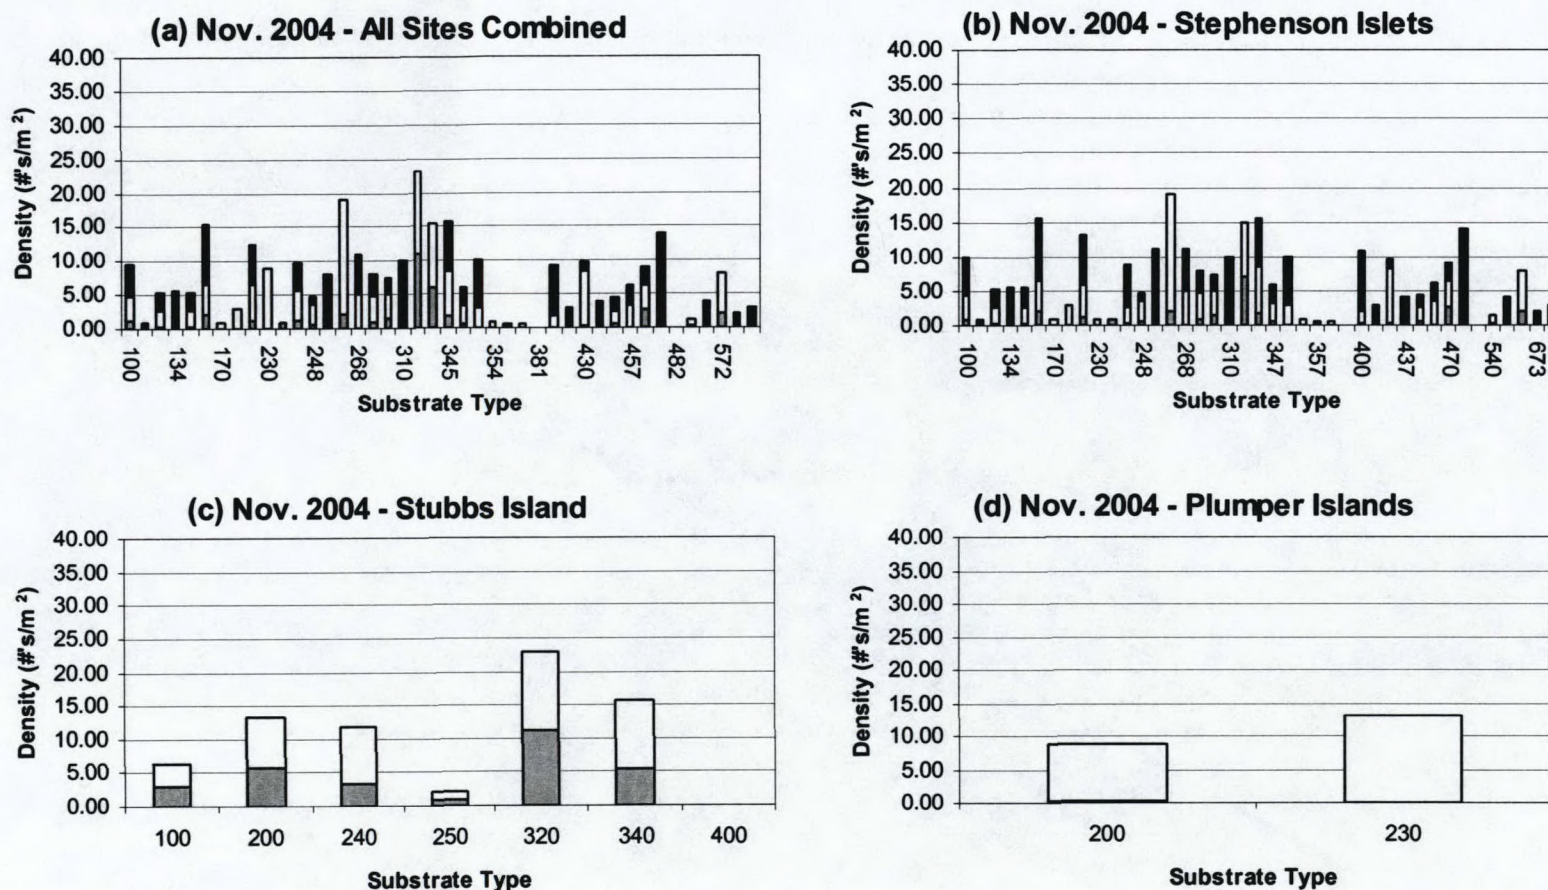 (a) Nov. 2004 - All Sites Combined
40.00
35.00
30.00
25.00
20.00
15.00
10.00
5.00
0.00
Density (#'s/m ²)
100 134 170 230 248 268 310 345 354 381 430 457 482 572
Substrate Type
(b) Nov. 2004 - Stephenson Islets
40.00
35.00
30.00
25.00
20.00
15.00
10.00
5.00
0.00
Density (#'s/m ²)
100 134 170 230 248 268 310 347 357 400 437 470 540 673
Substrate Type
(c) Nov. 2004 - Stubbs Island
40.00
35.00
30.00
25.00
20.00
15.00
10.00
5.00
0.00
Density (#'s/m ²)
100 200 240 250 320 340 400
Substrate Type
(d) Nov. 2004 - Plumper Islands
40.00
35.00
30.00
25.00
20.00
15.00
10.00
5.00
0.00
Density (#'s/m ²)
200 230
Substrate Type